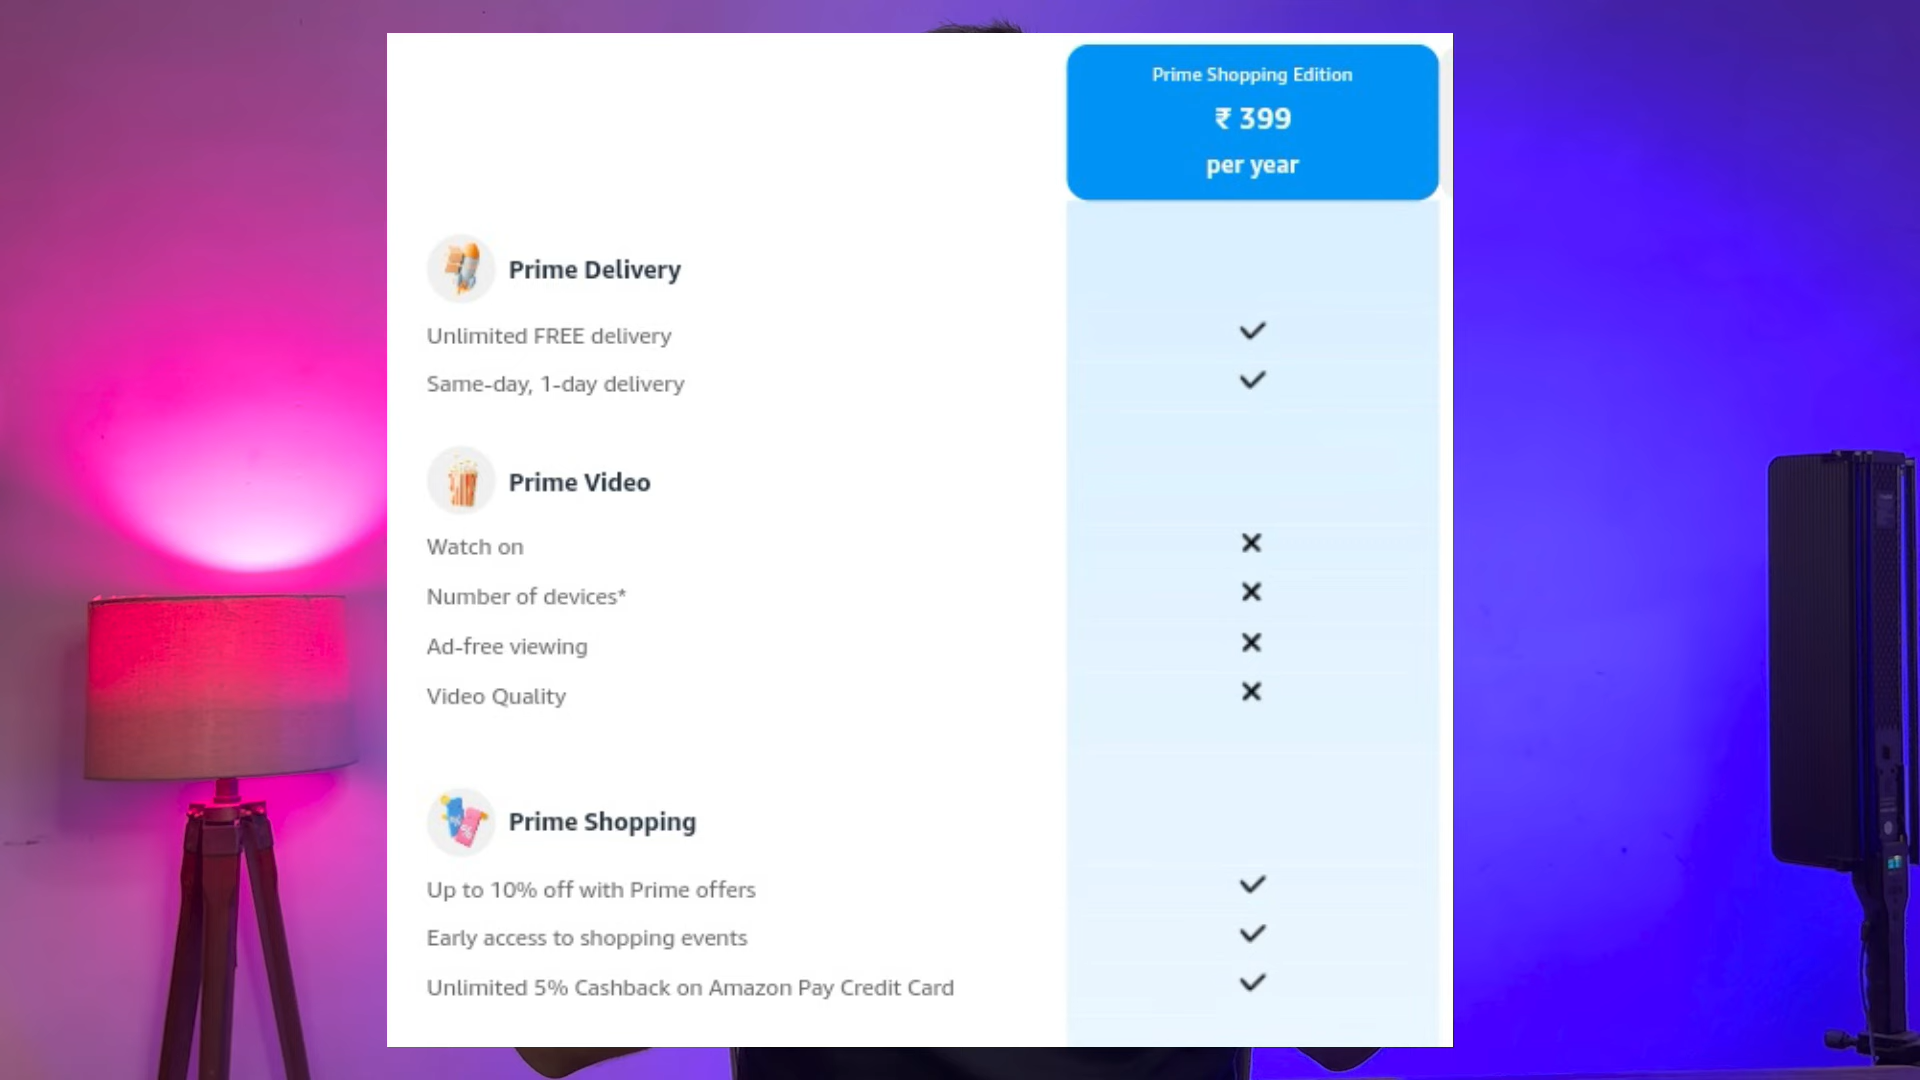 Prime Shopping Edition
₹ 399
per year
Prime Delivery
Unlimited FREE delivery
Same-day, 1-day delivery
Prime Video
Watch on
Number of devices*
Ad-free viewing
Video Quality
Prime Shopping
Up to 10% off with Prime offers
Early access to shopping events
Unlimited 5% Cashback on Amazon Pay Credit Card